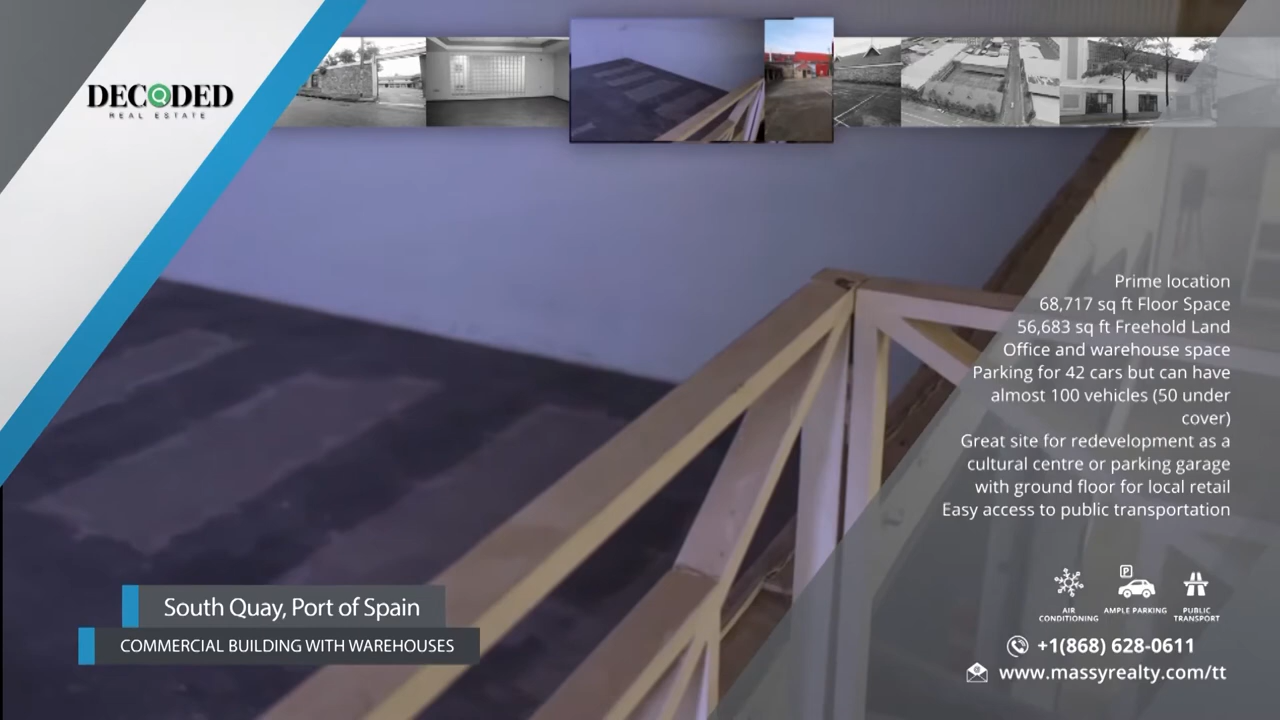 DECODED
REAL ESTATE
Prime location
68,717 sq ft Floor Space
56,683 sq ft Freehold Land
Office and warehouse space
Parking for 42 cars but can have
almost 100 vehicles (50 under
cover)
Great site for redevelopment as a
cultural centre or parking garage
with ground floor for local retail
Easy access to public transportation
P
AIR
CONDITIONING
AMPLE PARKING
PUBLIC
TRANSPORT
South Quay, Port of Spain
COMMERCIAL BUILDING WITH WAREHOUSES
+1(868) 628-0611
www.massyrealty.com/tt